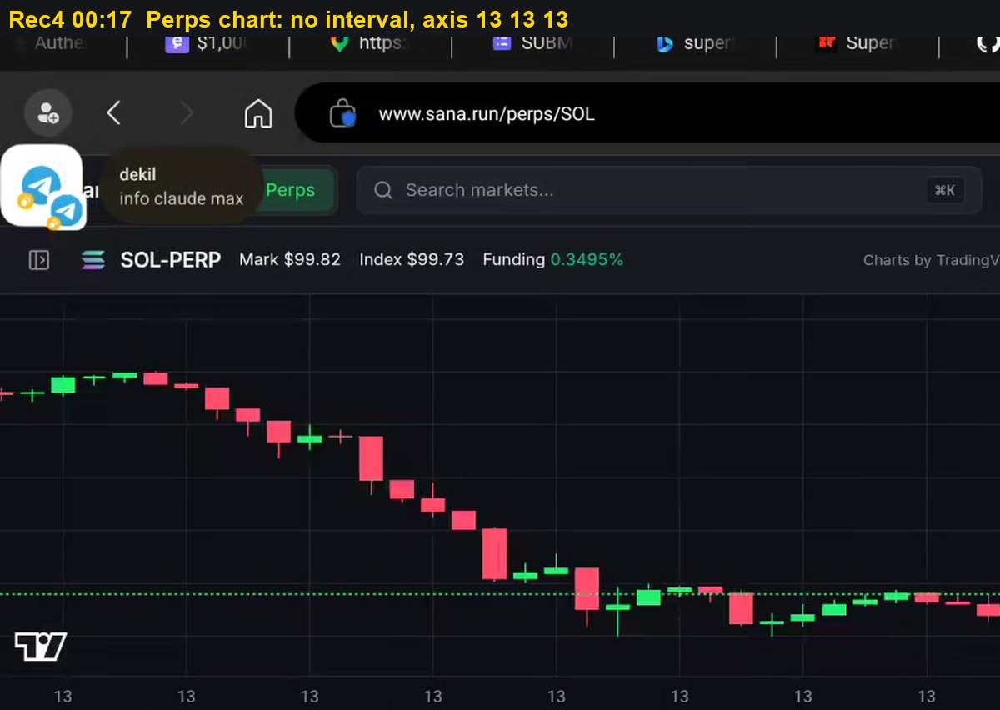 Rec4 00:17 Perps chart: no interval, axis 13 13 13
Authe
$1,00
https:
SUBM
super
Super
www.sana.run/perps/SOL
dekil
info claude max
Perps
Search markets...
⌘K
SOL-PERP Mark $99.82 Index $99.73 Funding 0.3495%
Charts by TradingV
13 13 13 13 13 13 13 13